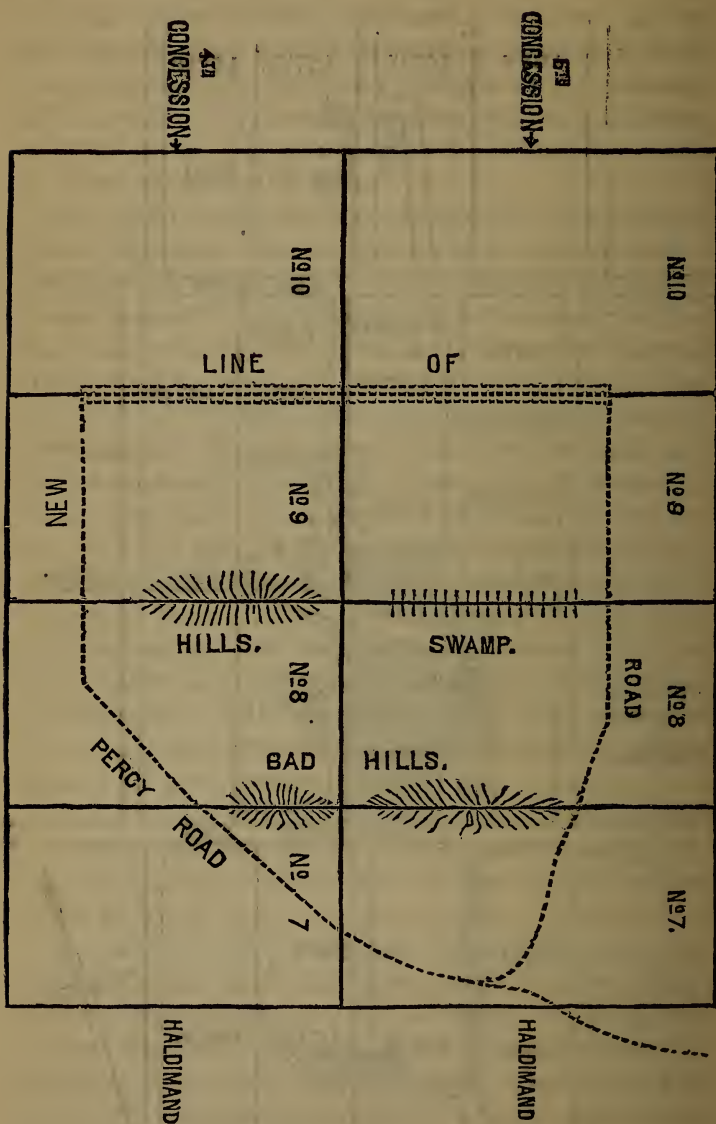 4TH
CONCESSION
5TH
CONCESSION
No 10
No 10
LINE OF
NEW
No 9
No 9
HILLS.
SWAMP.
No 8
ROAD
No 8
PERCY
ROAD
BAD HILLS.
No 7
No 7.
HALDIMAND
HALDIMAND